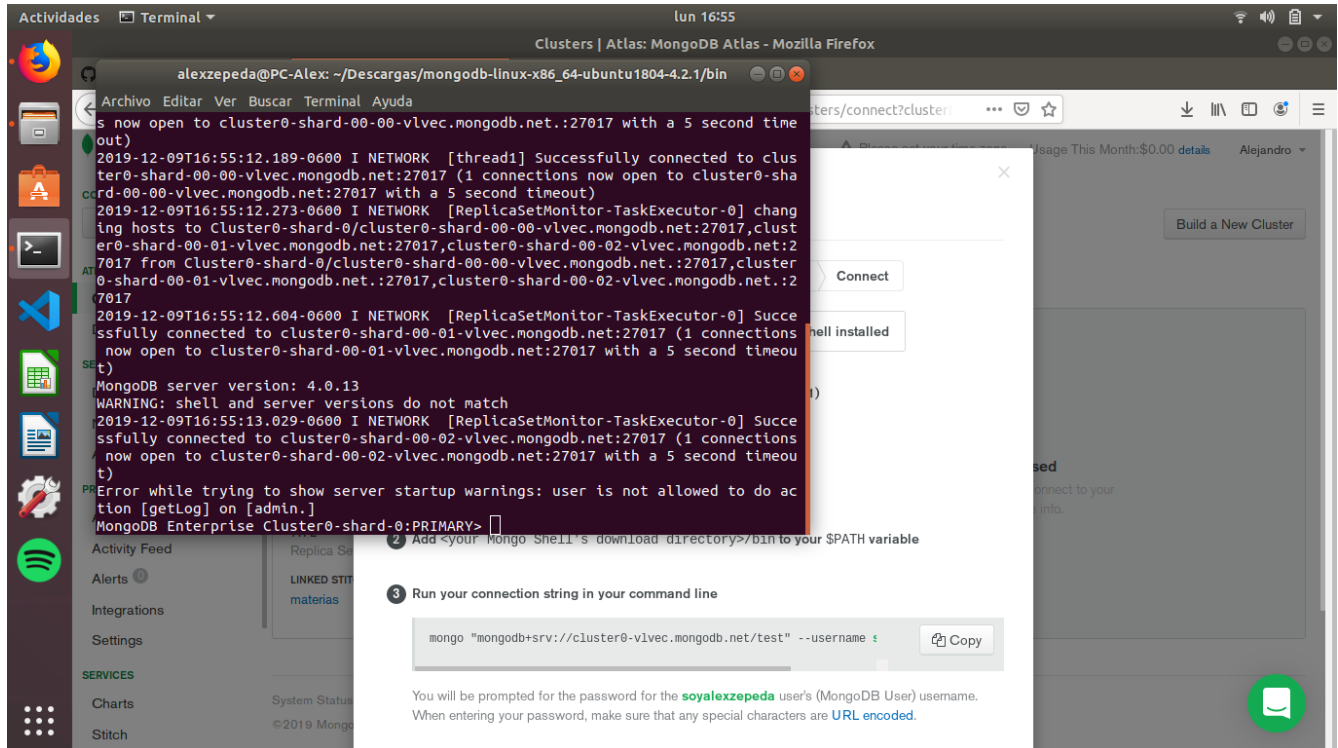 Actividades
Terminal
lun 16:55
Clusters | Atlas: MongoDB Atlas - Mozilla Firefox
alexzepeda@PC-Alex: ~/Descargas/mongodb-linux-x86_64-ubuntu1804-4.2.1/bin
Archivo Editar Ver Buscar Terminal Ayuda
sters/connect?cluster
s now open to cluster0-shard-00-00-vlvec.mongodb.net.:27017 with a 5 second time
out)
2019-12-09T16:55:12.189-0600 I NETWORK [thread1] Successfully connected to clus
ter0-shard-00-00-vlvec.mongodb.net:27017 (1 connections now open to cluster0-sha
rd-00-00-vlvec.mongodb.net:27017 with a 5 second timeout)
2019-12-09T16:55:12.273-0600 I NETWORK [ReplicaSetMonitor-TaskExecutor-0] chang
ing hosts to Cluster0-shard-0/cluster0-shard-00-00-vlvec.mongodb.net:27017,clust
er0-shard-00-01-vlvec.mongodb.net:27017,cluster0-shard-00-02-vlvec.mongodb.net:2
7017 from Cluster0-shard-0/cluster0-shard-00-00-vlvec.mongodb.net.:27017,cluster
0-shard-00-01-vlvec.mongodb.net.:27017,cluster0-shard-00-02-vlvec.mongodb.net.:2
7017
2019-12-09T16:55:12.604-0600 I NETWORK [ReplicaSetMonitor-TaskExecutor-0] Succe
ssfully connected to cluster0-shard-00-01-vlvec.mongodb.net:27017 (1 connections
now open to cluster0-shard-00-01-vlvec.mongodb.net:27017 with a 5 second timeou
t)
MongoDB server version: 4.0.13
WARNING: shell and server versions do not match
2019-12-09T16:55:13.029-0600 I NETWORK [ReplicaSetMonitor-TaskExecutor-0] Succe
ssfully connected to cluster0-shard-00-02-vlvec.mongodb.net:27017 (1 connections
now open to cluster0-shard-00-02-vlvec.mongodb.net:27017 with a 5 second timeou
t)
Error while trying to show server startup warnings: user is not allowed to do ac
tion [getLog] on [admin.]
MongoDB Enterprise Cluster0-shard-0:PRIMARY>
Usage This Month:$0.00 details
Alejandro
Build a New Cluster
Connect
hell installed
sed
onnect to your
info.
2 Add <your Mongo Shell's download directory>/bin to your $PATH variable
3 Run your connection string in your command line
mongo "mongodb+srv://cluster0-vlvec.mongodb.net/test" --username s
Copy
You will be prompted for the password for the soyalexzepeda user's (MongoDB User) username.
When entering your password, make sure that any special characters are URL encoded.
Activity Feed
Alerts 0
Integrations
Settings
SERVICES
Charts
Stitch
Replica Se
LINKED STIT
materias
System Status
©2019 Mongo